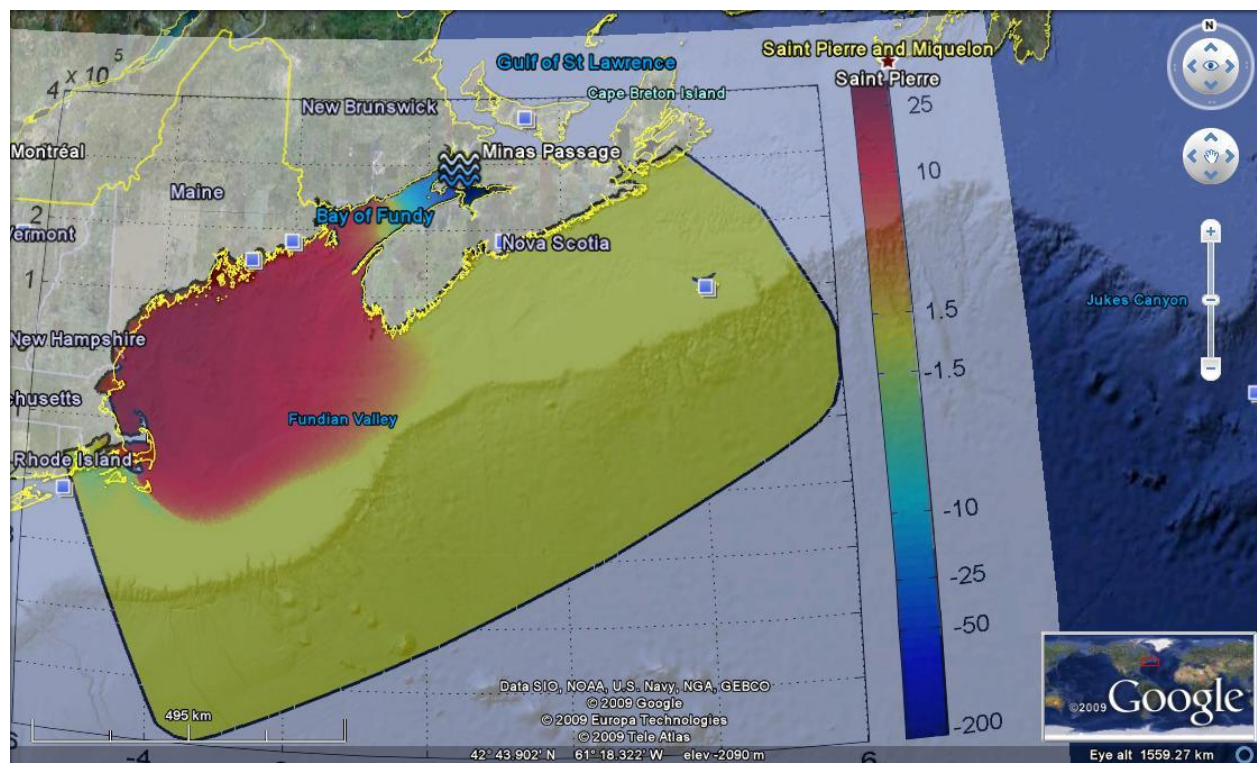 N
Saint Pierre and Miquelon
Gulf of St Lawrence
Saint Pierre
x 10 5
4
Cape Breton Island
25
New Brunswick
Montréal
Minas Passage
10
Maine
2
Bay of Fundy
Nova Scotia
1
Jukes Canyon
1.5
New Hampshire
-1.5
Fundian Valley
Rhode Island
-10
-25
-50
Data SIO, NOAA, U.S. Navy, NGA, GEBCO
© 2009 Google
© 2009 Europa Technologies
© 2009 Tele Atlas
495 km
-200
©2009 Google
-4
6
42° 43.902' N 61° 18.322' W elev -2090 m
Eye alt 1559.27 km